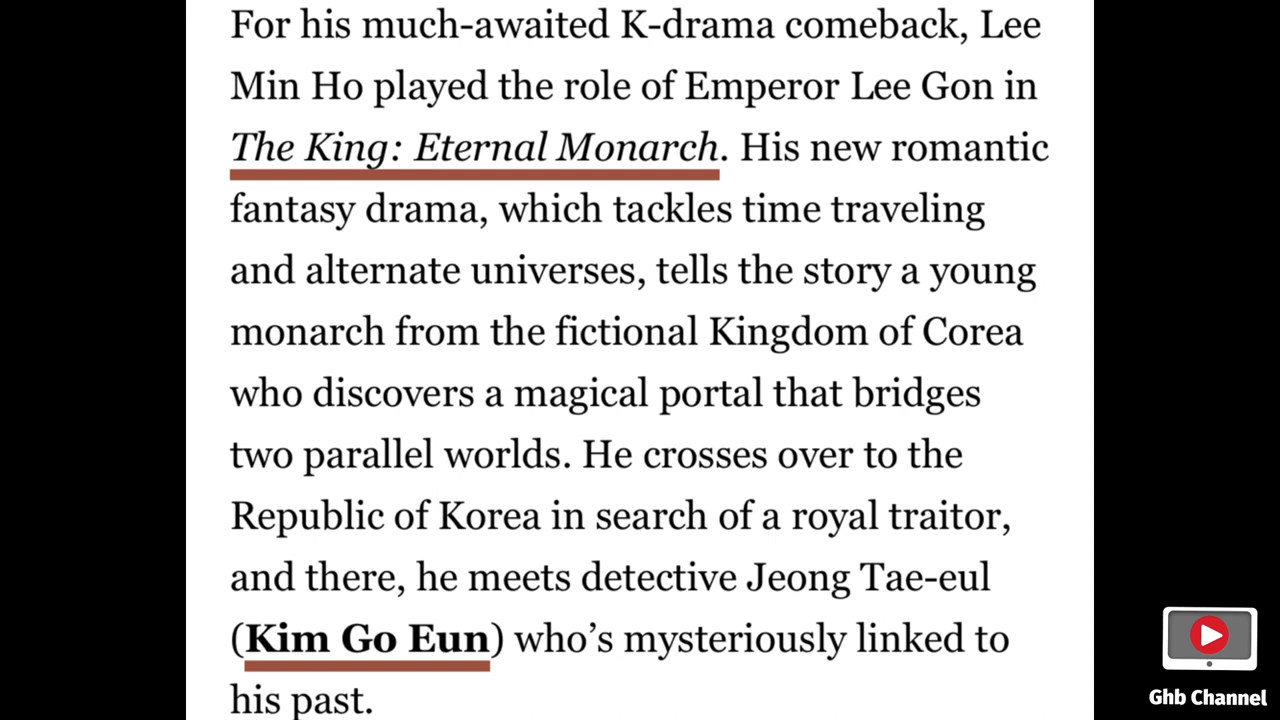 For his much-awaited K-drama comeback, Lee
Min Ho played the role of Emperor Lee Gon in
The King: Eternal Monarch. His new romantic
fantasy drama, which tackles time traveling
and alternate universes, tells the story a young
monarch from the fictional Kingdom of Corea
who discovers a magical portal that bridges
two parallel worlds. He crosses over to the
Republic of Korea in search of a royal traitor,
and there, he meets detective Jeong Tae-eul
(Kim Go Eun) who’s mysteriously linked to
his past.
Ghb Channel